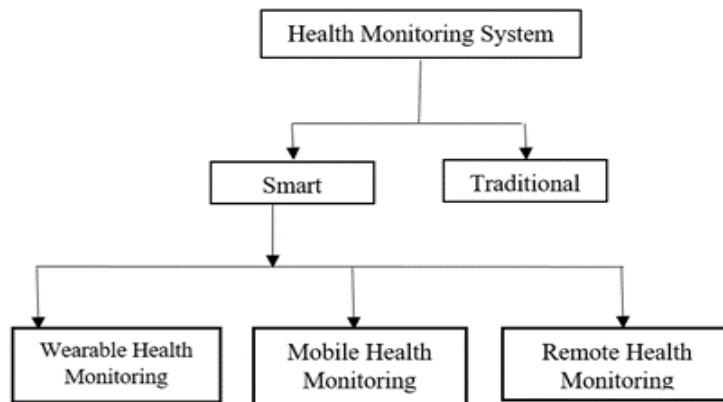 Health Monitoring System
Smart
Traditional
Wearable Health
Monitoring
Mobile Health
Monitoring
Remote Health
Monitoring